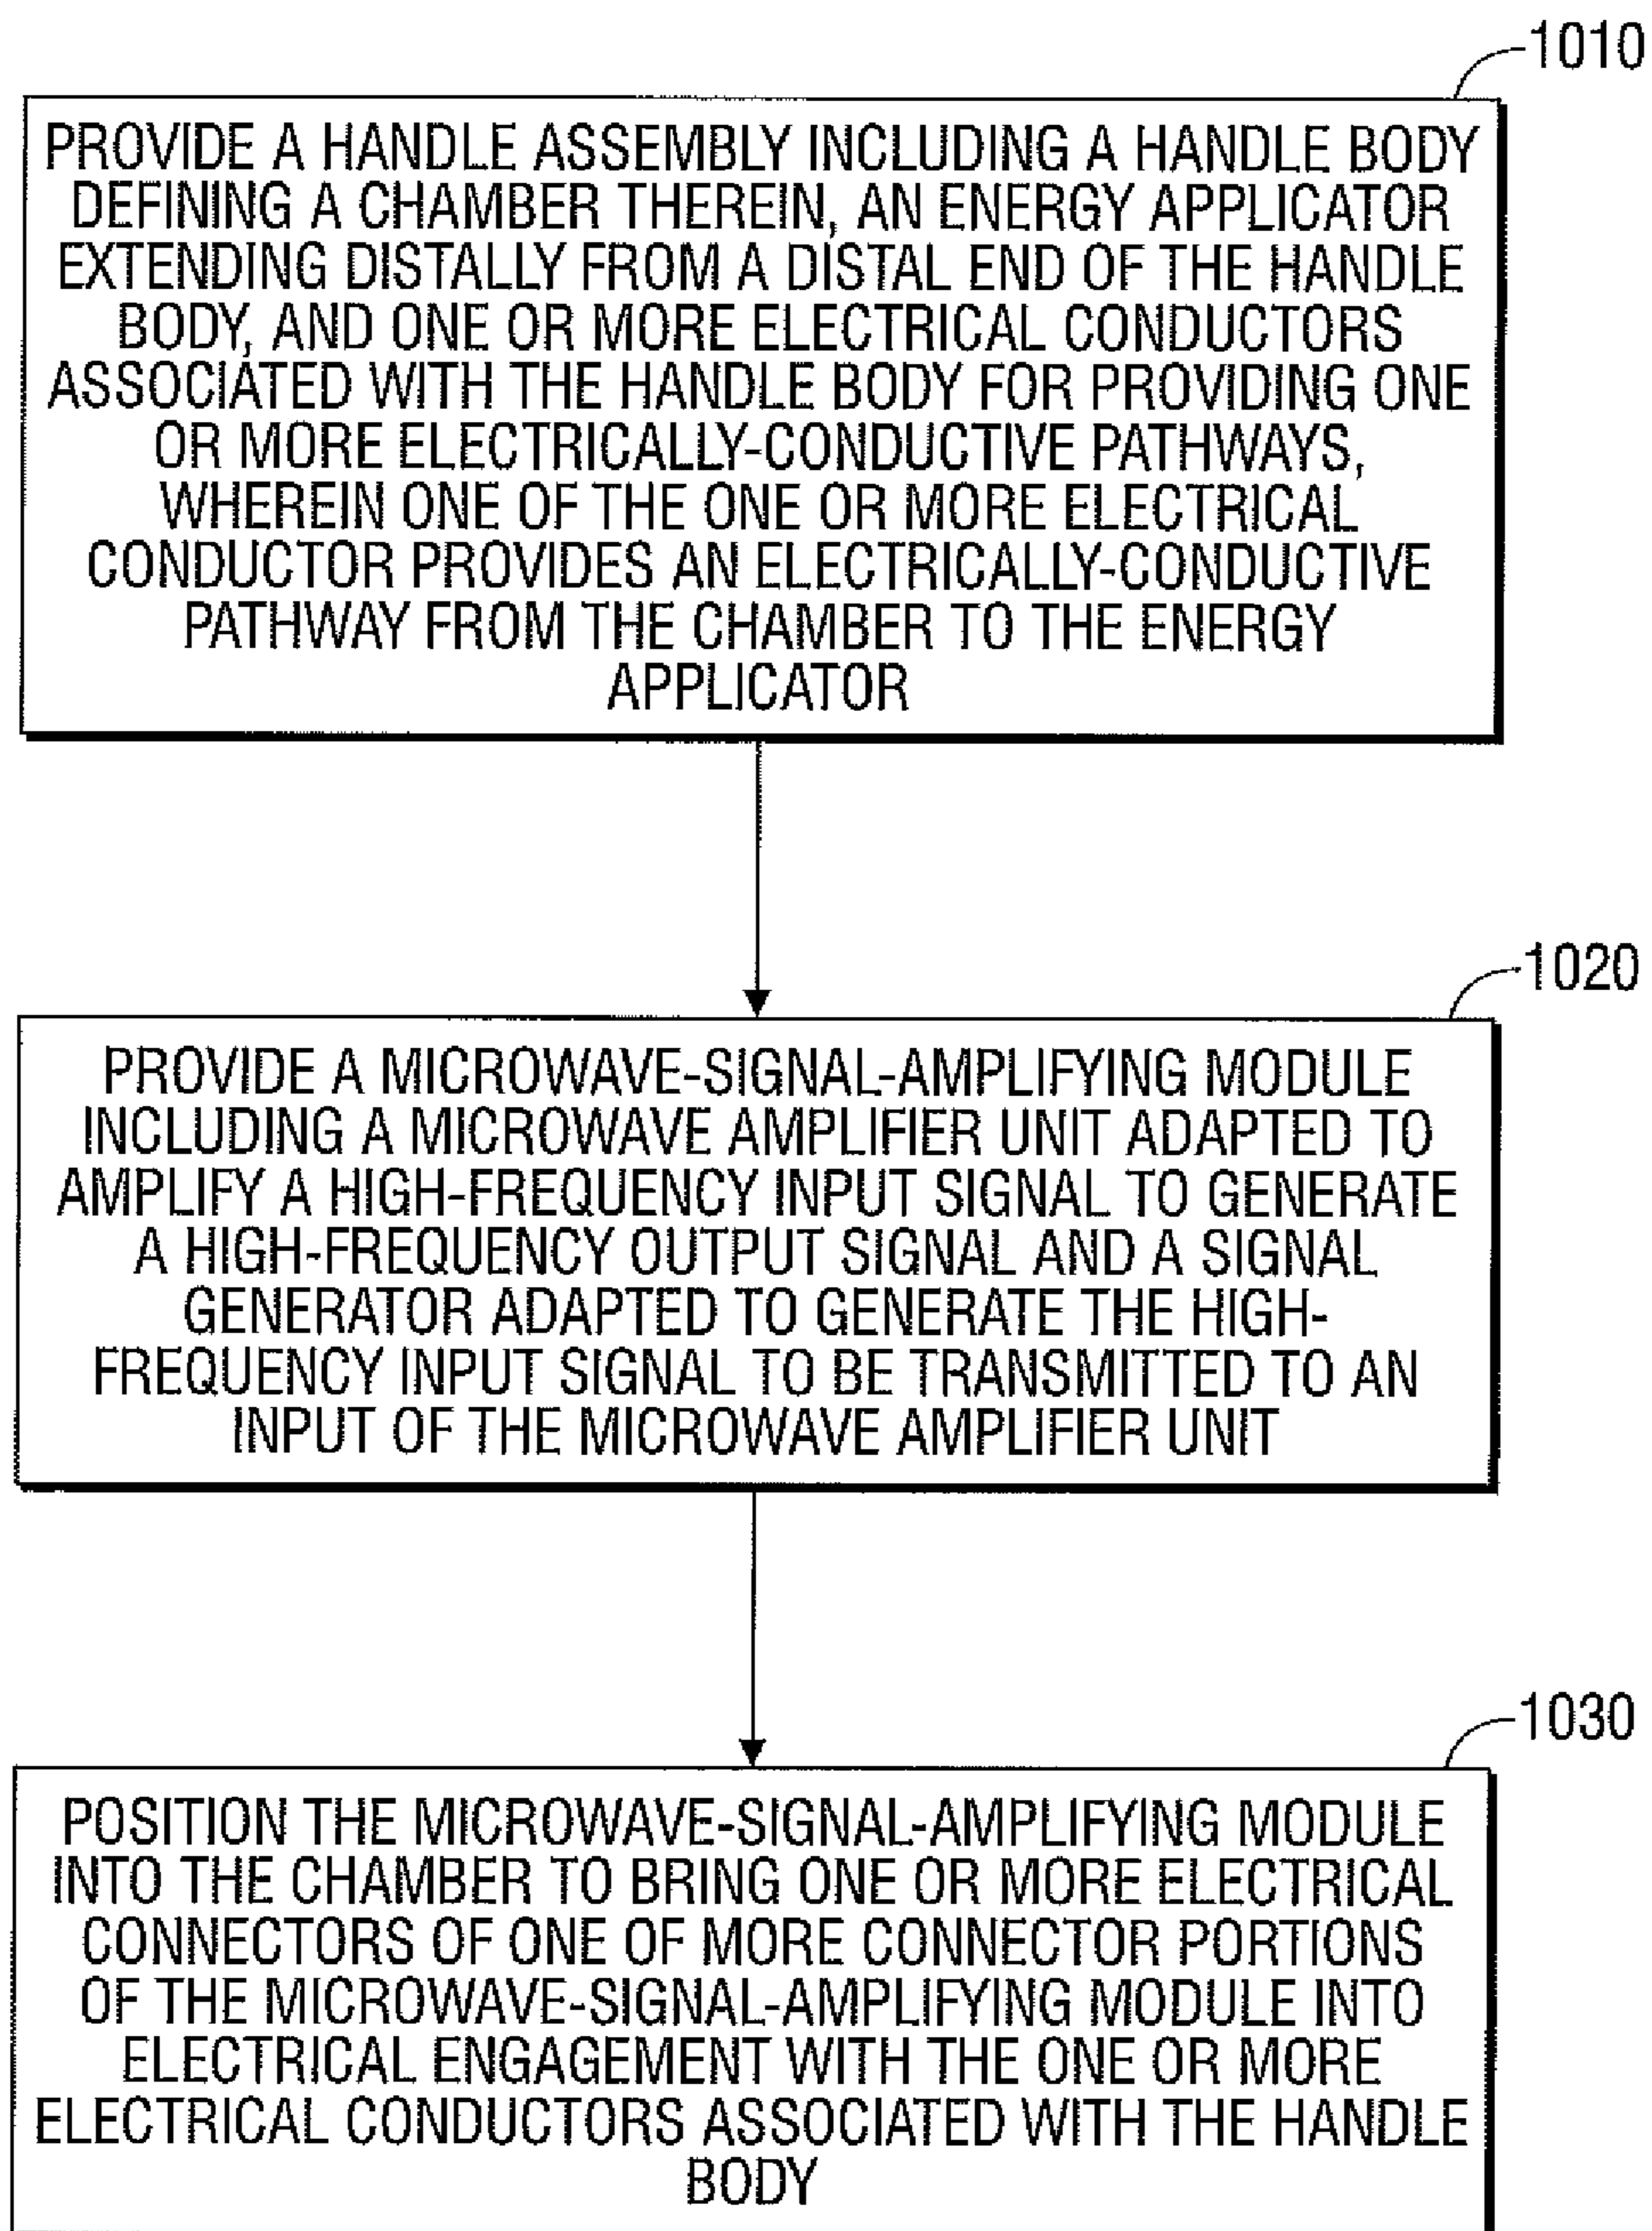 1010
PROVIDE A HANDLE ASSEMBLY INCLUDING A HANDLE BODY
DEFINING A CHAMBER THEREIN, AN ENERGY APPLICATOR
EXTENDING DISTALLY FROM A DISTAL END OF THE HANDLE
BODY, AND ONE OR MORE ELECTRICAL CONDUCTORS
ASSOCIATED WITH THE HANDLE BODY FOR PROVIDING ONE
OR MORE ELECTRICALLY-CONDUCTIVE PATHWAYS,
WHEREIN ONE OF THE ONE OR MORE ELECTRICAL
CONDUCTOR PROVIDES AN ELECTRICALLY-CONDUCTIVE
PATHWAY FROM THE CHAMBER TO THE ENERGY
APPLICATOR
1020
PROVIDE A MICROWAVE-SIGNAL-AMPLIFYING MODULE
INCLUDING A MICROWAVE AMPLIFIER UNIT ADAPTED TO
AMPLIFY A HIGH-FREQUENCY INPUT SIGNAL TO GENERATE
A HIGH-FREQUENCY OUTPUT SIGNAL AND A SIGNAL
GENERATOR ADAPTED TO GENERATE THE HIGH-
FREQUENCY INPUT SIGNAL TO BE TRANSMITTED TO AN
INPUT OF THE MICROWAVE AMPLIFIER UNIT
1030
POSITION THE MICROWAVE-SIGNAL-AMPLIFYING MODULE
INTO THE CHAMBER TO BRING ONE OR MORE ELECTRICAL
CONNECTORS OF ONE OF MORE CONNECTOR PORTIONS
OF THE MICROWAVE-SIGNAL-AMPLIFYING MODULE INTO
ELECTRICAL ENGAGEMENT WITH THE ONE OR MORE
ELECTRICAL CONDUCTORS ASSOCIATED WITH THE HANDLE
BODY